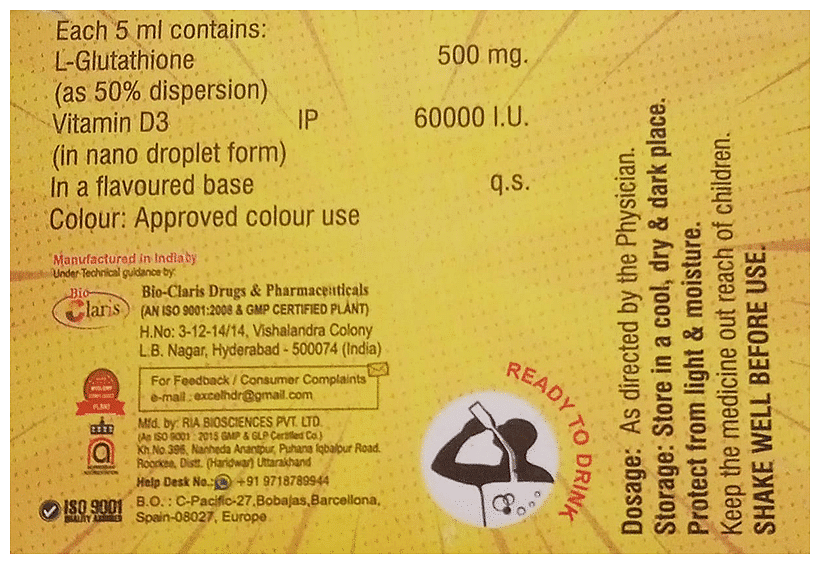 Each 5 ml contains:
L-Glutathione 500 mg.
(as 50% dispersion)
Vitamin D3 IP 60000 I.U.
(in nano droplet form)
In a flavoured base q.s.
Colour: Approved colour use
Manufactured in India by
Under Technical guidance by:
Bio Claris
Bio-Claris Drugs & Pharmaceuticals
(AN ISO 9001:2008 & GMP CERTIFIED PLANT)
H.No: 3-12-14/14, Vishalandra Colony
L.B. Nagar, Hyderabad - 500074 (India)
For Feedback / Consumer Complaints
e-mail : excelhdr@gmail.com
PLANT
Mfd. by: RIA BIOSCIENCES PVT. LTD.
(An ISO 9001 : 2015 GMP & GLP Certified Co.)
Kh.No.396, Nanheda Anantpur, Puhana Iqbalpur Road.
Roorkee, Distt. (Haridwar) Uttarakhand
Help Desk No.: +91 9718789944
ISO 9001
QUALITY ASSURED
B.O. : C-Pacific-27,Bobajas,Barcellona,
Spain-08027, Europe
READY TO DRINK
Dosage: As directed by the Physician.
Storage: Store in a cool, dry & dark place.
Protect from light & moisture.
Keep the medicine out reach of children.
SHAKE WELL BEFORE USE.